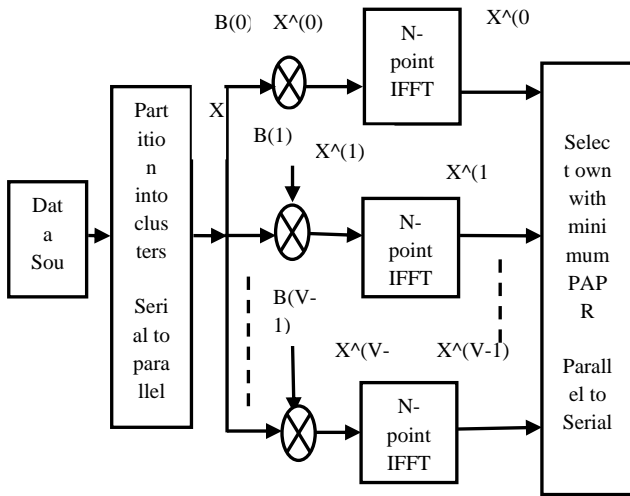 B(0) X^(0)
N-
point
IFFT
X^(0
X
Part
itio
n
into
clus
ters
Seri
al to
para
llel
Dat
a
Sou
B(1)
X^(1)
N-
point
IFFT
X^(1
B(V-
1)
X^(V-
N-
point
IFFT
X^(V-1)
Selec
t own
with
mini
mum
PAP
R
Parall
el to
Serial